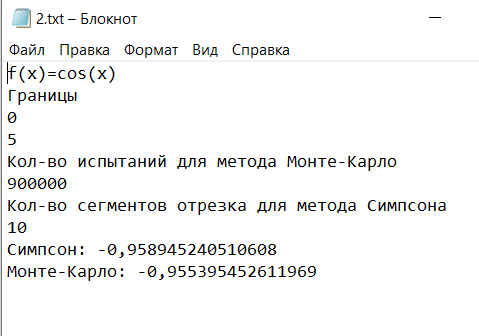 2.txt – Блокнот
Файл Правка Формат Вид Справка
f(x)=cos(x)
Границы
0
5
Кол-во испытаний для метода Монте-Карло
900000
Кол-во сегментов отрезка для метода Симпсона
10
Симпсон: -0,958945240510608
Монте-Карло: -0,955395452611969